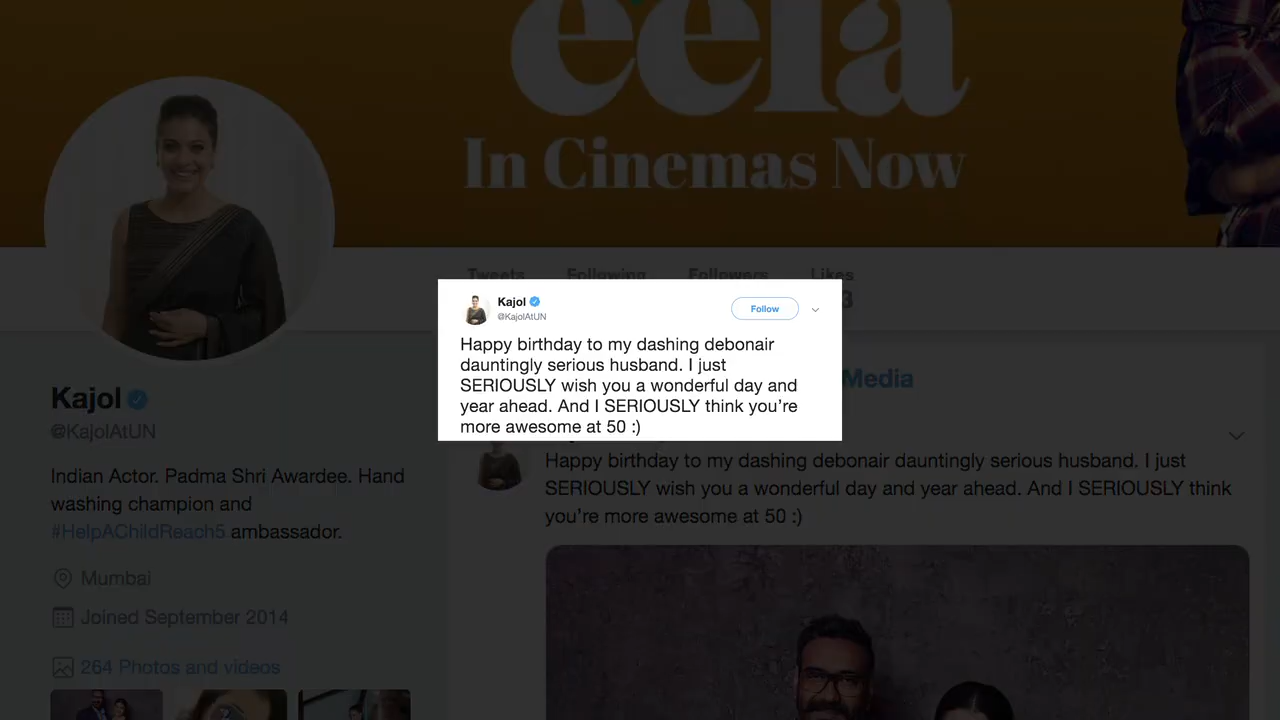 eela
In Cinemas Now
Tweets Following Followers Likes
3
Kajol
@KajolAtUN
Follow
Happy birthday to my dashing debonair
dauntingly serious husband. I just
SERIOUSLY wish you a wonderful day and
year ahead. And I SERIOUSLY think you're
more awesome at 50 :)
Kajol
@KajolAtUN
Indian Actor. Padma Shri Awardee. Hand
washing champion and
#HelpAChildReach5 ambassador.
Mumbai
Joined September 2014
264 Photos and videos
Media
Happy birthday to my dashing debonair dauntingly serious husband. I just
SERIOUSLY wish you a wonderful day and year ahead. And I SERIOUSLY think
you're more awesome at 50 :)